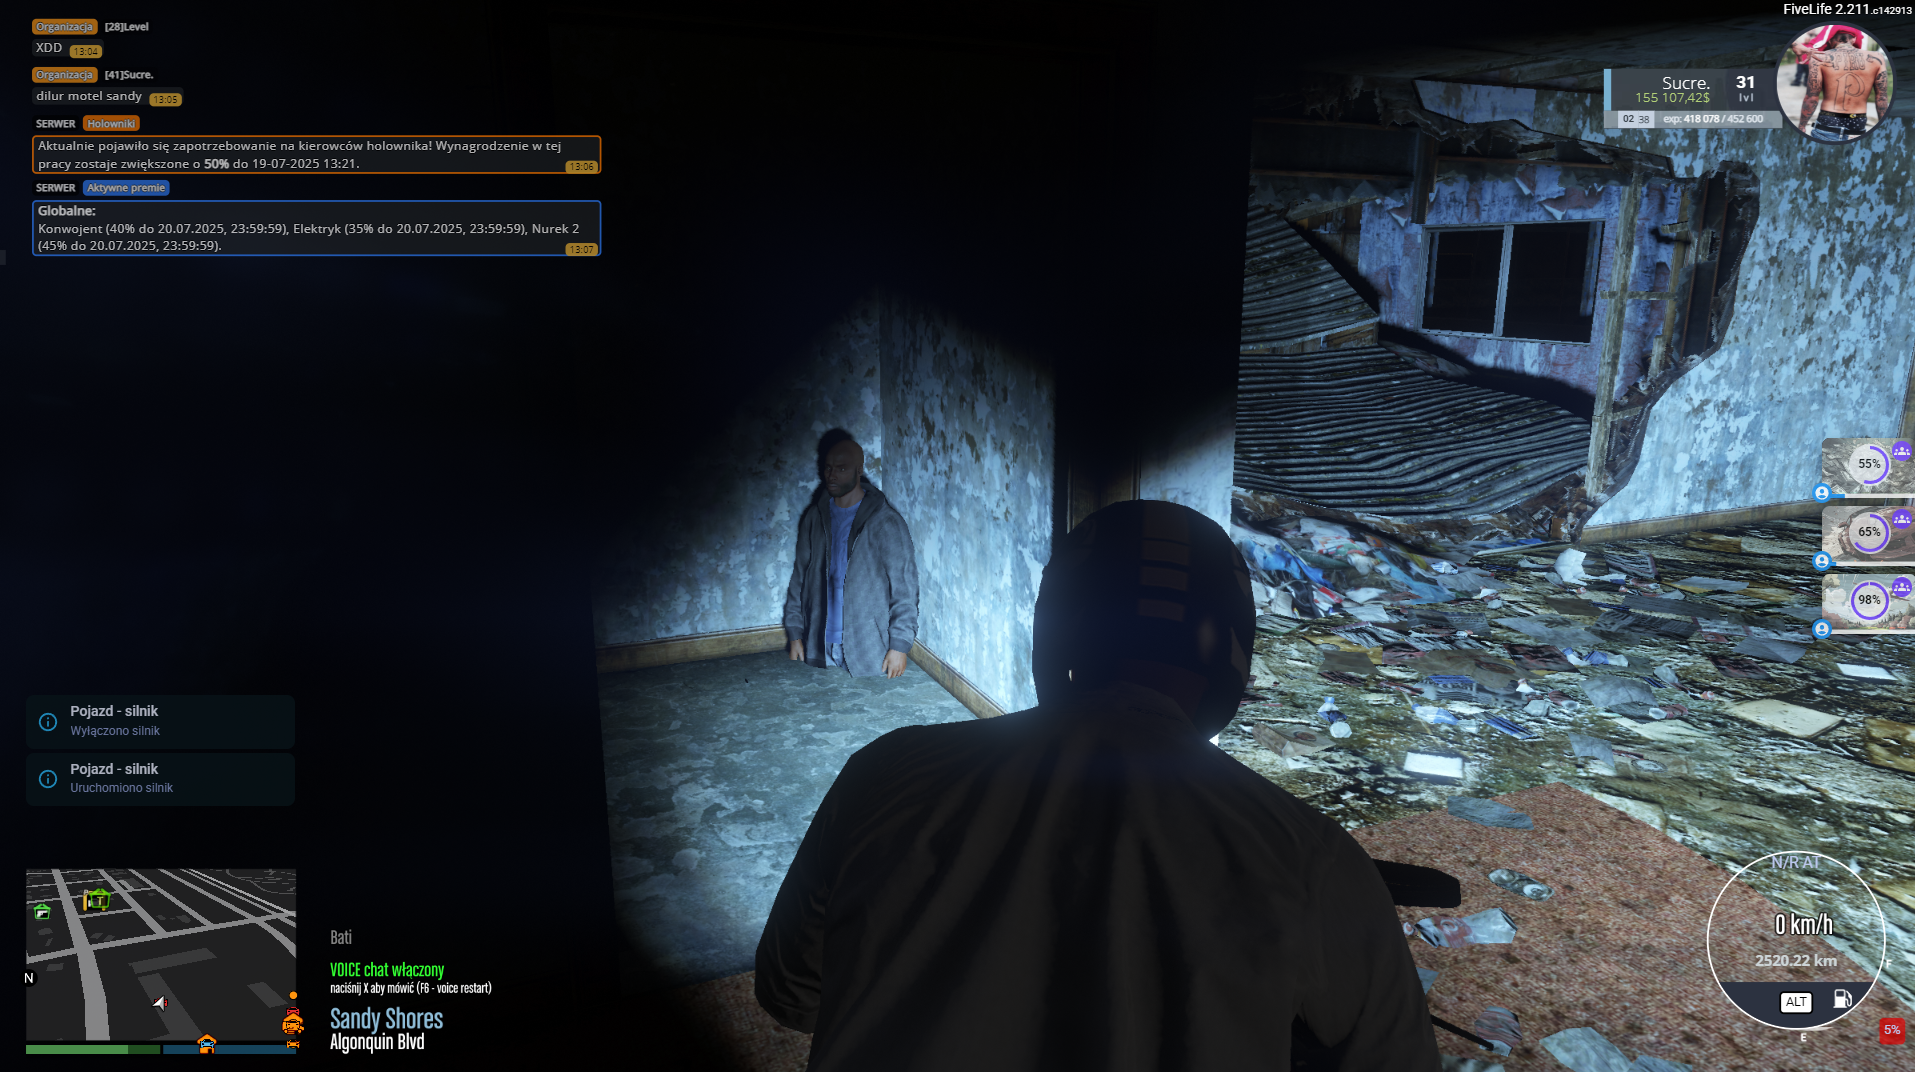 FiveLife 2.211.c142913
Organizacja [28]Level
XDD 13:04
Organizacja [41]Sucre.
dilur motel sandy 13:05
SERWER Holowniki
Aktualnie pojawiło się zapotrzebowanie na kierowców holownika! Wynagrodzenie w tej
pracy zostaje zwiększone o 50% do 19-07-2025 13:21.
13:06
SERWER Aktywne premie
Globalne:
Konwojent (40% do 20.07.2025, 23:59:59), Elektryk (35% do 20.07.2025, 23:59:59), Nurek 2
(45% do 20.07.2025, 23:59:59).
13:07
Sucre. 31
155 107,42$ lvl
02 38 exp: 418 078 / 452 600
55%
65%
98%
Pojazd - silnik
Wyłączono silnik
Pojazd - silnik
Uruchomiono silnik
N
T
Bati
VOICE chat włączony
naciśnij X aby mówić (F6 - voice restart)
Sandy Shores
Algonquin Blvd
N/R AT
0 km/h
2520.22 km
F
ALT
E
5%